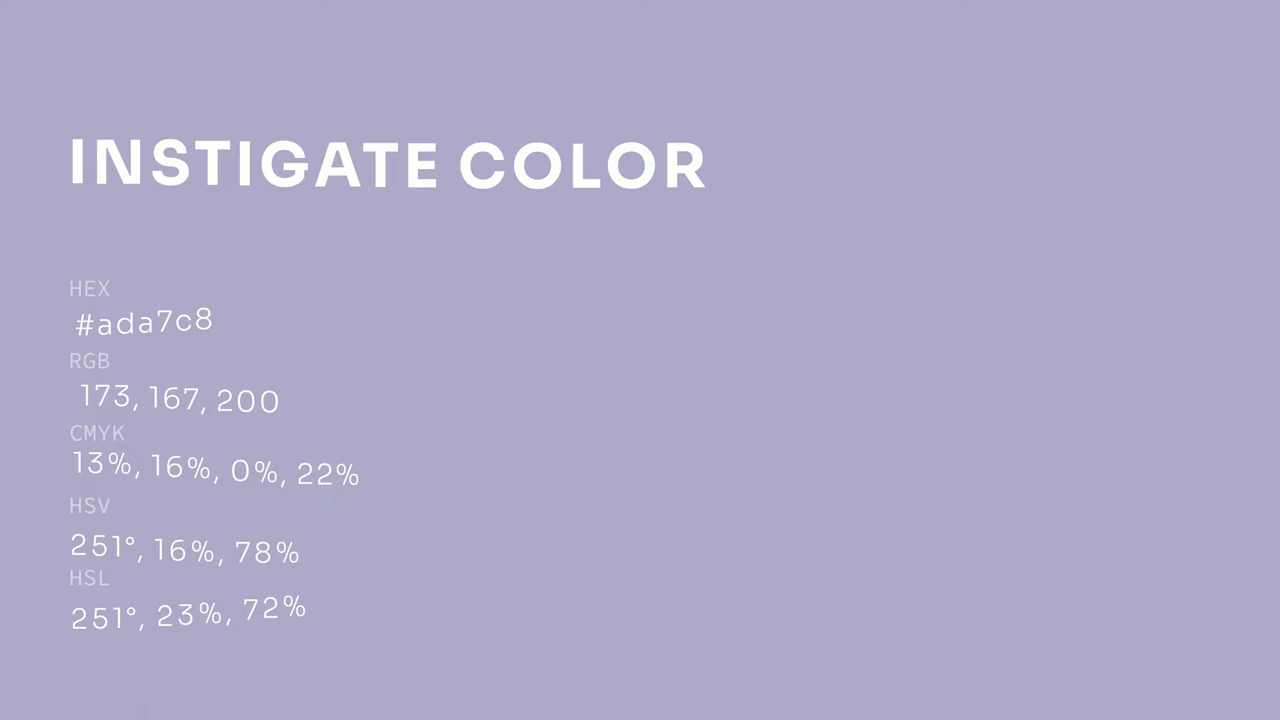 INSTIGATE COLOR
HEX
#ada7c8
RGB
173, 167, 200
CMYK
13%, 16%, 0%, 22%
HSV
251°, 16%, 78%
HSL
251°, 23%, 72%